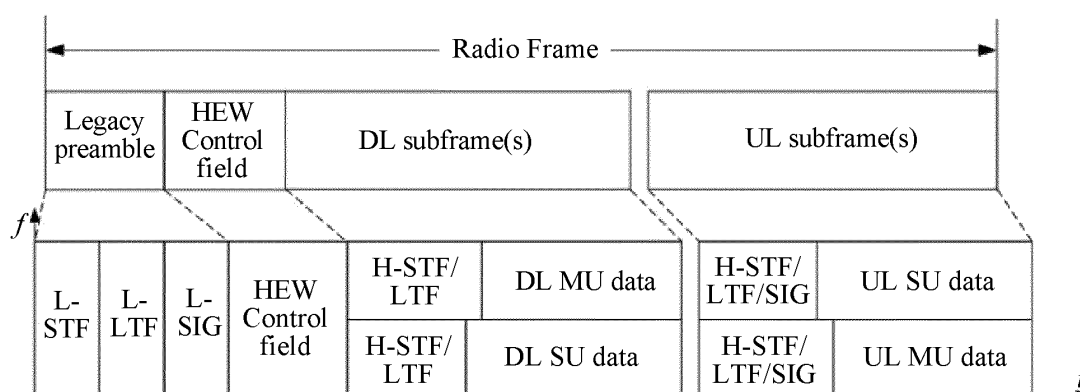 Radio Frame
Legacy
preamble
HEW
Control
field
DL subframe(s)
UL subframe(s)
f
L-
STF
L-
LTF
L-
SIG
HEW
Control
field
H-STF/
LTF
DL MU data
H-STF/
LTF/SIG
UL SU data
H-STF/
LTF
DL SU data
H-STF/
LTF/SIG
UL MU data